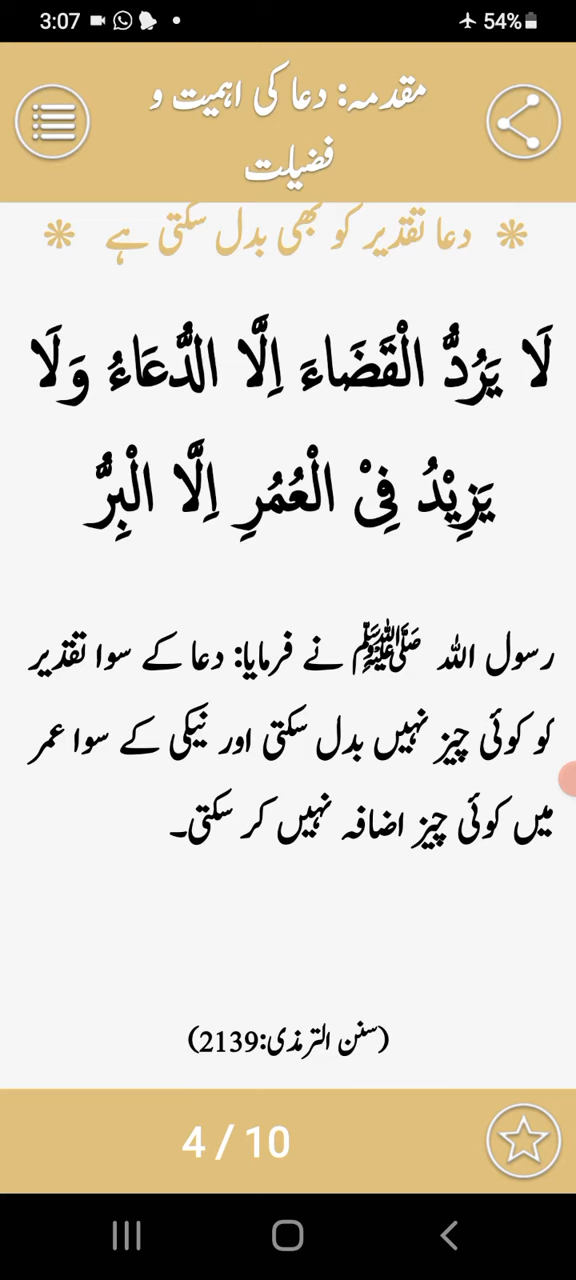 3:07
54%
مقدمہ: دعا کی اہمیت و
فضیلت
دعا تقدیر کو بھی بدل سکتی ہے
لَا يَرُدُّ الْقَضَاءَ اِلَّا الدُّعَاءُ وَلَا
يَزِيْدُ فِىْ الْعُمُرِ اِلَّا الْبِرُّ
رسول اللہ ﷺ نے فرمایا: دعا کے سوا تقدیر
کو کوئی چیز نہیں بدل سکتی اور نیکی کے سوا عمر
میں کوئی چیز اضافہ نہیں کر سکتی۔
(سنن الترمذی:2139)
4 / 10